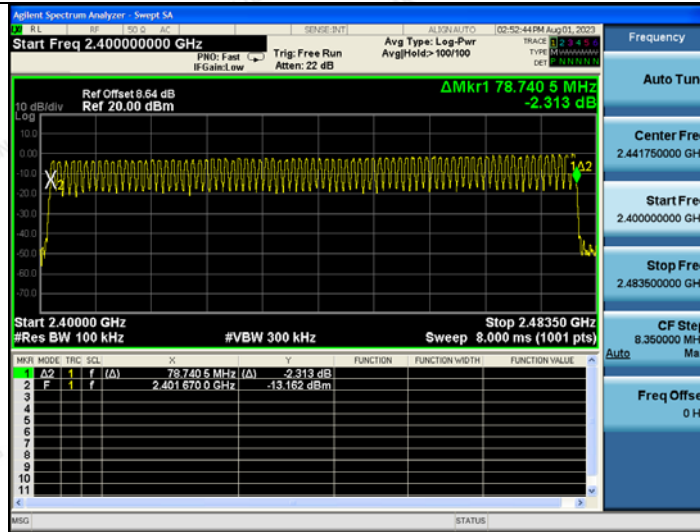 Agilent Spectrum Analyzer - Swept SA
RL RF 50 Ω AC SENSE:INT ALIGN AUTO 02:52:44 PM Aug 01, 2023
Start Freq 2.400000000 GHz
PNO: Fast
IFGain:Low
Trig: Free Run
Atten: 22 dB
Avg Type: Log-Pwr
Avg|Hold:> 100/100
TRACE 1 2 3 4 5 6
TYPE
DET P N N N N N
Ref Offset 8.64 dB
Ref 20.00 dBm
10 dB/div
Log
ΔMkr1 78.740 5 MHz
-2.313 dB
10.0
0.00
-10.0
-20.0
-30.0
-40.0
-50.0
-60.0
-70.0
2
1Δ2
Start 2.40000 GHz Stop 2.48350 GHz
#Res BW 100 kHz #VBW 300 kHz Sweep 8.000 ms (1001 pts)
MKR MODE TRC SCL X Y FUNCTION FUNCTION WIDTH FUNCTION VALUE
1 Δ2 1 f (Δ) 78.740 5 MHz (Δ) -2.313 dB
2 F 1 f 2.401 670 0 GHz -13.162 dBm
3
4
5
6
7
8
9
10
11
MSG STATUS
Frequency
Auto Tun
Center Fre
2.441750000 GH
Start Fre
2.400000000 GH
Stop Fre
2.483500000 GH
CF Step
8.350000 MH
Auto Ma
Freq Offse
0 H